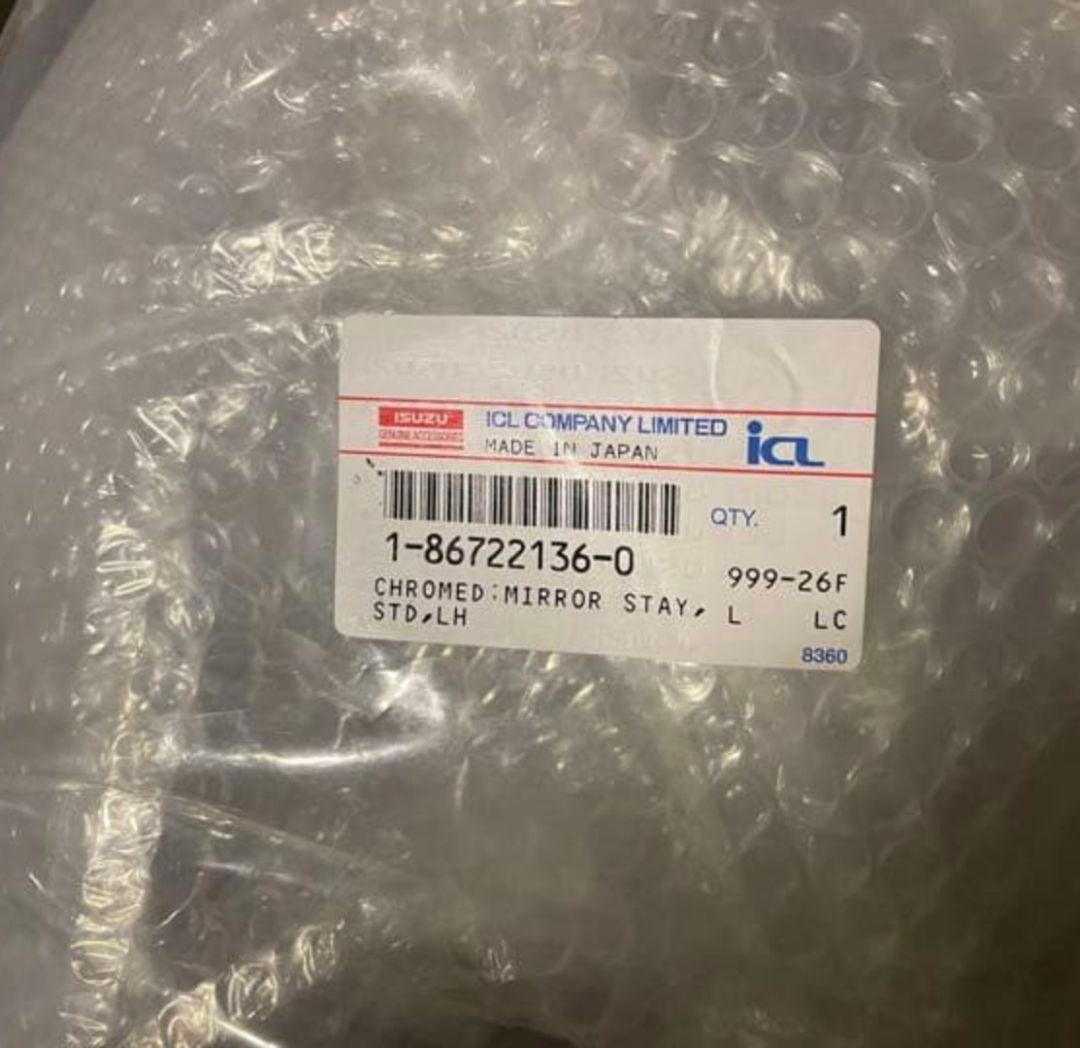 ISUZU
GENUINE ACCESSORIES
ICL COMPANY LIMITED
MADE IN JAPAN
icl
QTY. 1
1-86722136-0
999-26F
CHROMED:MIRROR STAY, L LC
STD,LH
8360